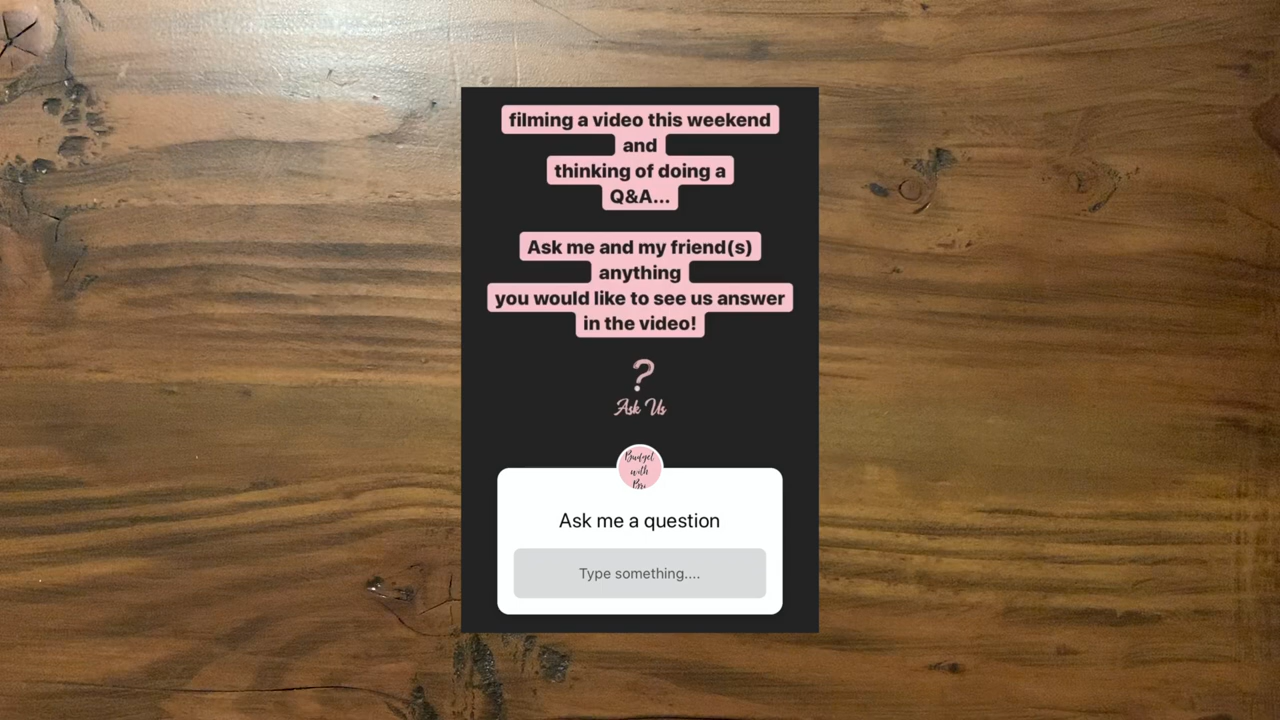 filming a video this weekend
and
thinking of doing a
Q&A...
Ask me and my friend(s)
anything
you would like to see us answer
in the video!
?
Ask Us
Budget
with
Bri
Ask me a question
Type something....